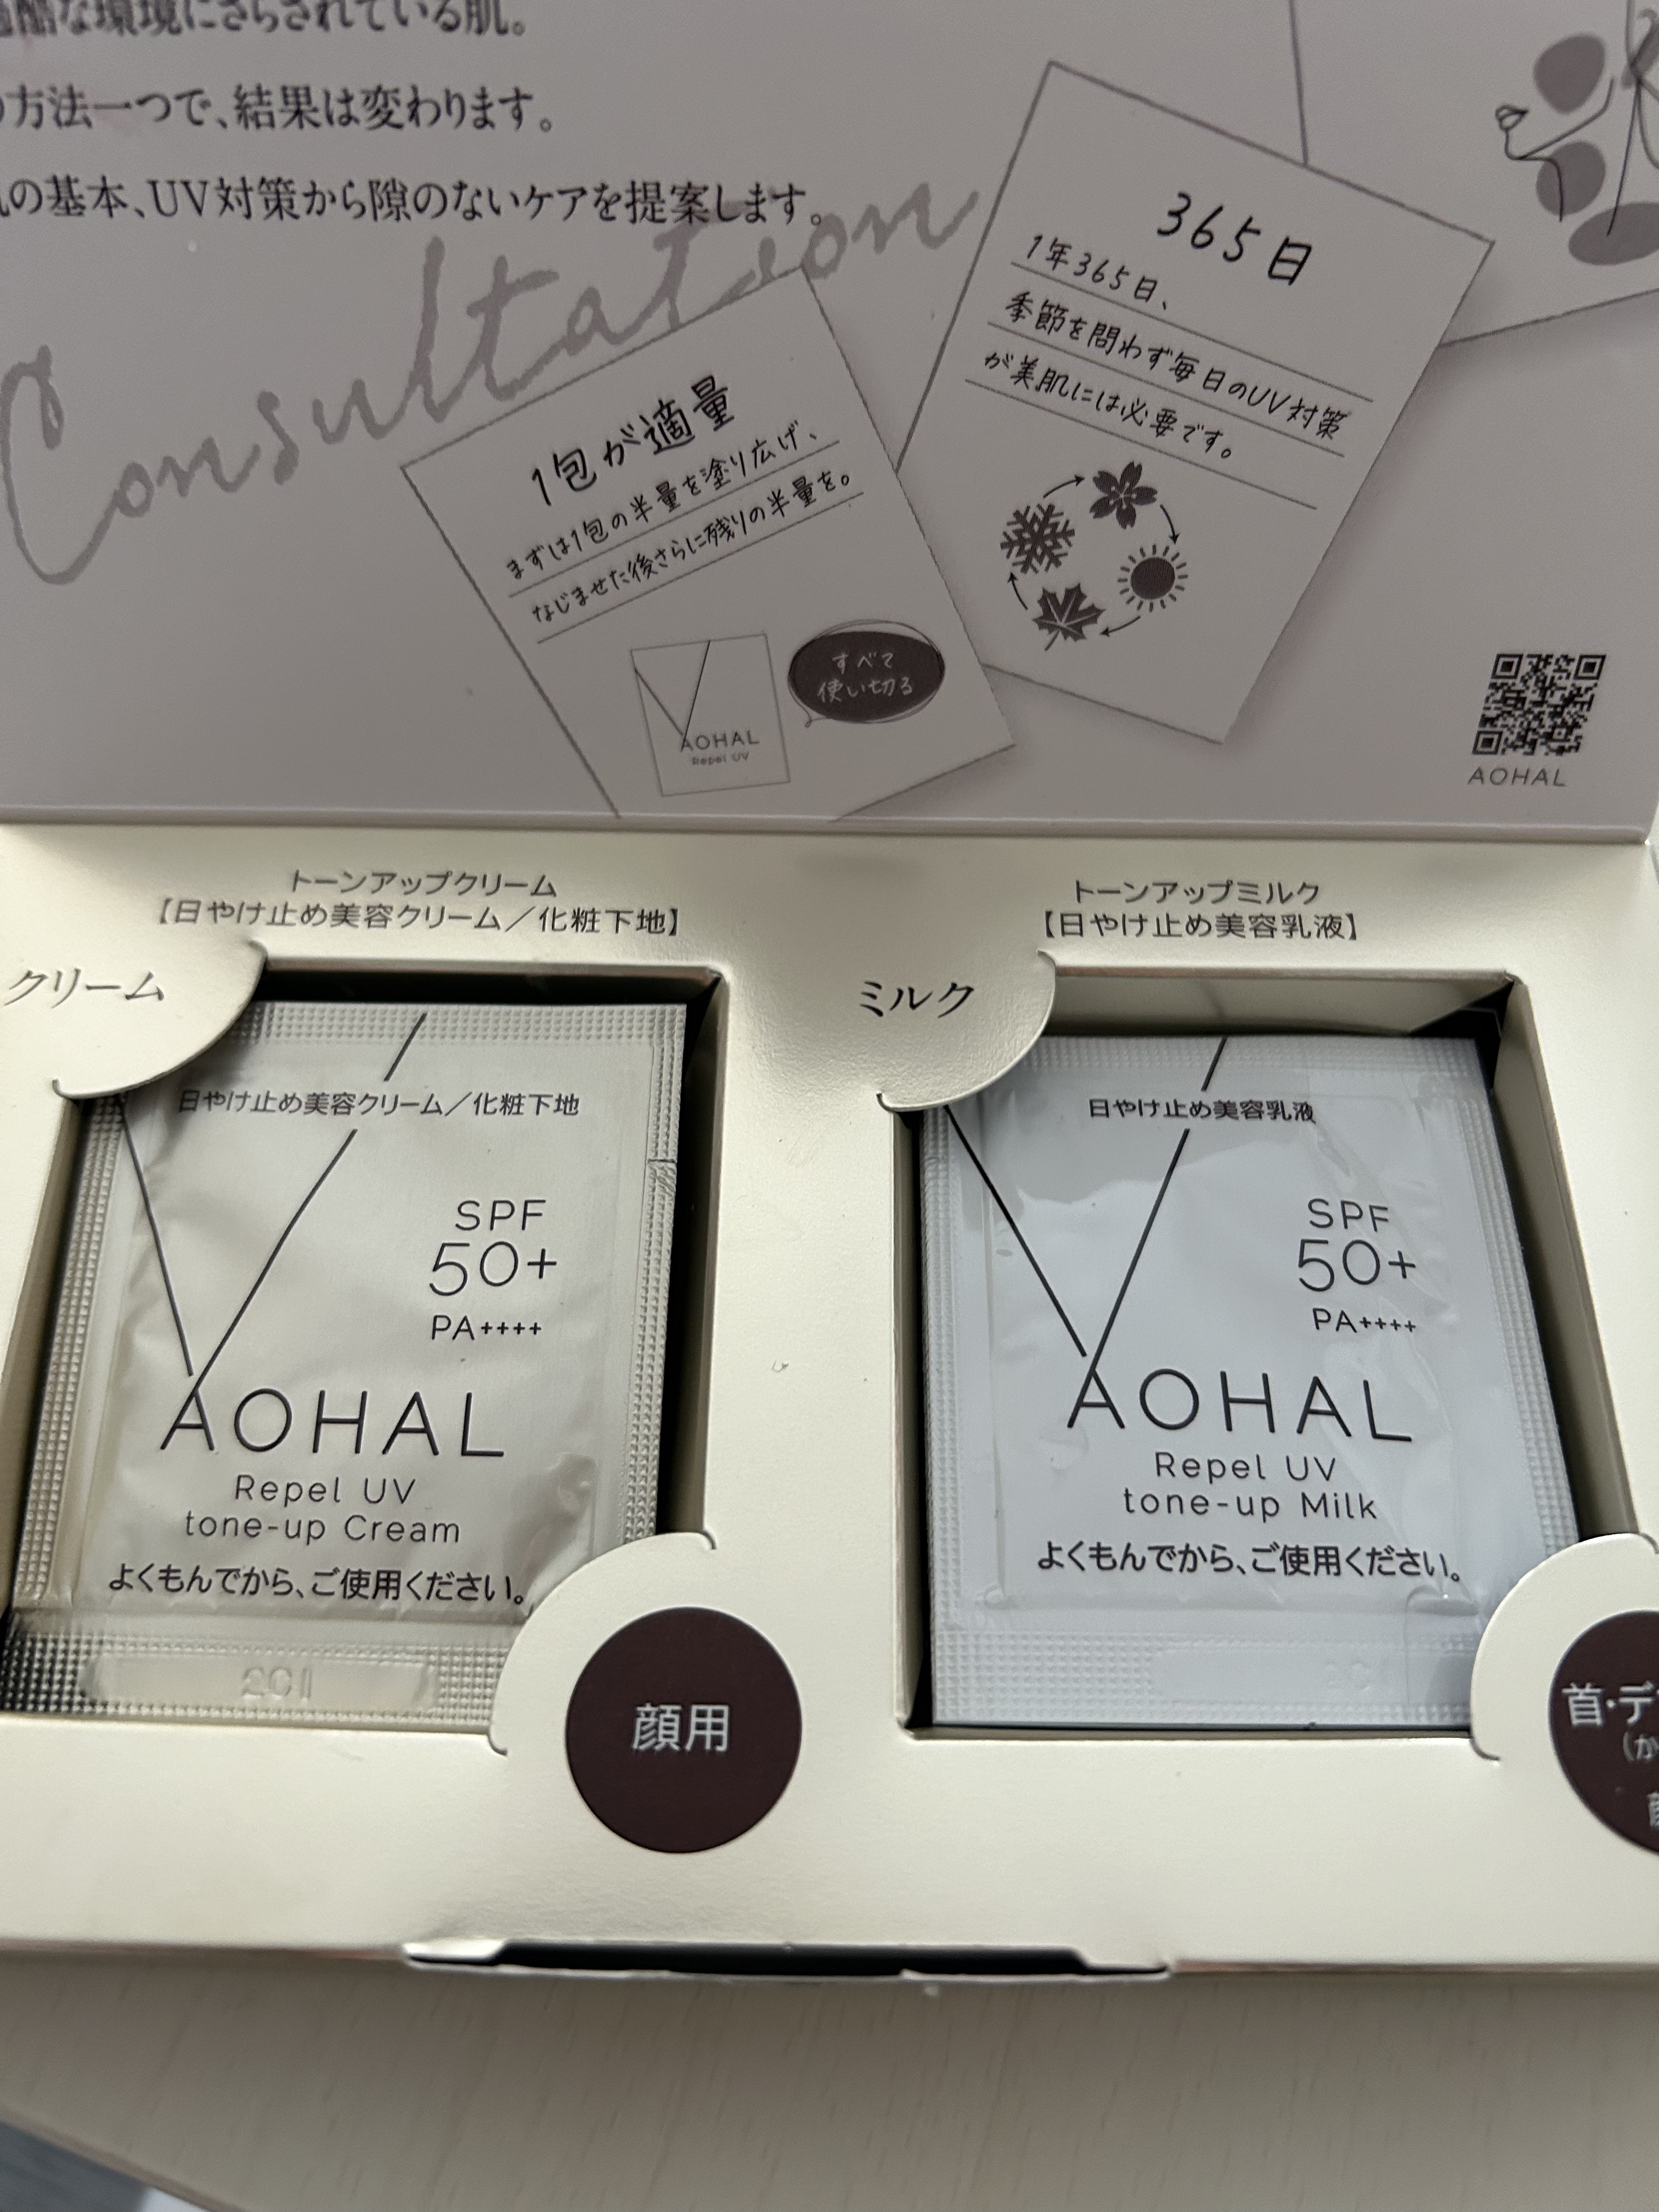 な環境にさらされている肌。
方法一つで、結果は変わります。
の基本、UV対策から隙のないケアを提案します。
Consultation
365日
1年365日、
季節を問わず毎日のUV対策
が美肌には必要です。
1包が適量
まずは1包の半量を塗り広げ、
なじませた後さらに残りの半量を。
すべて
使い切る
AOHAL
Repel UV
AOHAL
トーンアップクリーム
【日やけ止め美容クリーム／化粧下地】
クリーム
日やけ止め美容クリーム／化粧下地
SPF
50+
PA++++
AOHAL
Repel UV
tone-up Cream
よくもんでから、ご使用ください。
2C1
顔用
トーンアップミルク
【日やけ止め美容乳液】
ミルク
日やけ止め美容乳液
SPF
50+
PA++++
AOHAL
Repel UV
tone-up Milk
よくもんでから、ご使用ください。
首・デ